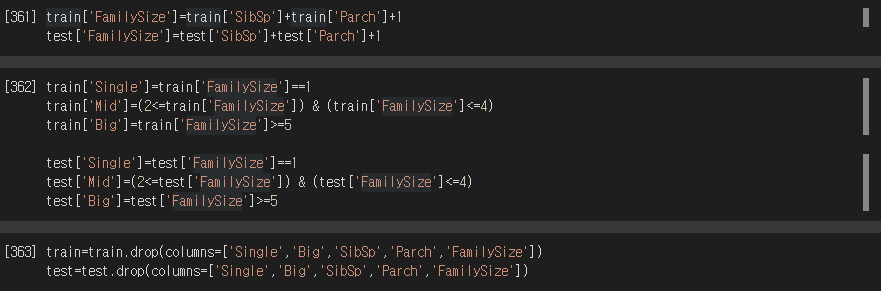 [361] train['FamilySize']=train['SibSp']+train['Parch']+1
test['FamilySize']=test['SibSp']+test['Parch']+1
[362] train['Single']=train['FamilySize']==1
train['Mid']=(2<=train['FamilySize']) & (train['FamilySize']<=4)
train['Big']=train['FamilySize']>=5
test['Single']=test['FamilySize']==1
test['Mid']=(2<=test['FamilySize']) & (test['FamilySize']<=4)
test['Big']=test['FamilySize']>=5
[363] train=train.drop(columns=['Single','Big','SibSp','Parch','FamilySize'])
test=test.drop(columns=['Single','Big','SibSp','Parch','FamilySize'])